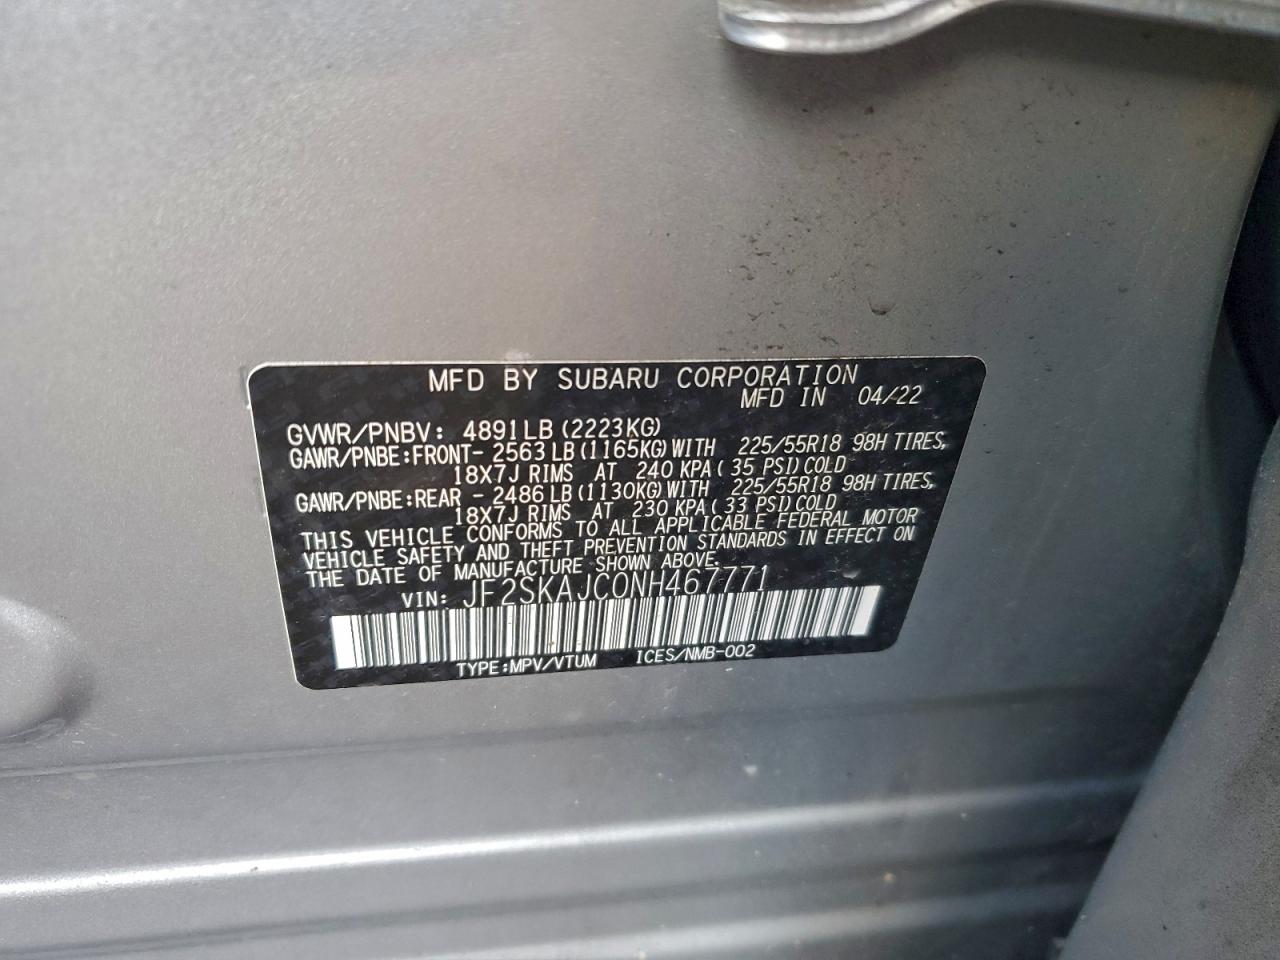 MFD BY SUBARU CORPORATION
MFD IN 04/22
GVWR/PNBV: 4891LB(2223KG)
GAWR/PNBE:FRONT- 2563LB(1165KG)WITH 225/55R18 98H TIRES,
18X7J RIMS AT 240 KPA( 35 PSI)COLD
GAWR/PNBE:REAR - 2486LB(1130KG)WITH 225/55R18 98H TIRES,
18X7J RIMS AT 230 KPA( 33 PSI)COLD
THIS VEHICLE CONFORMS TO ALL APPLICABLE FEDERAL MOTOR
VEHICLE SAFETY AND THEFT PREVENTION STANDARDS IN EFFECT ON
THE DATE OF MANUFACTURE SHOWN ABOVE.
VIN: JF2SKAJC0NH467771
TYPE:MPV/VTUM ICES/NMB-002